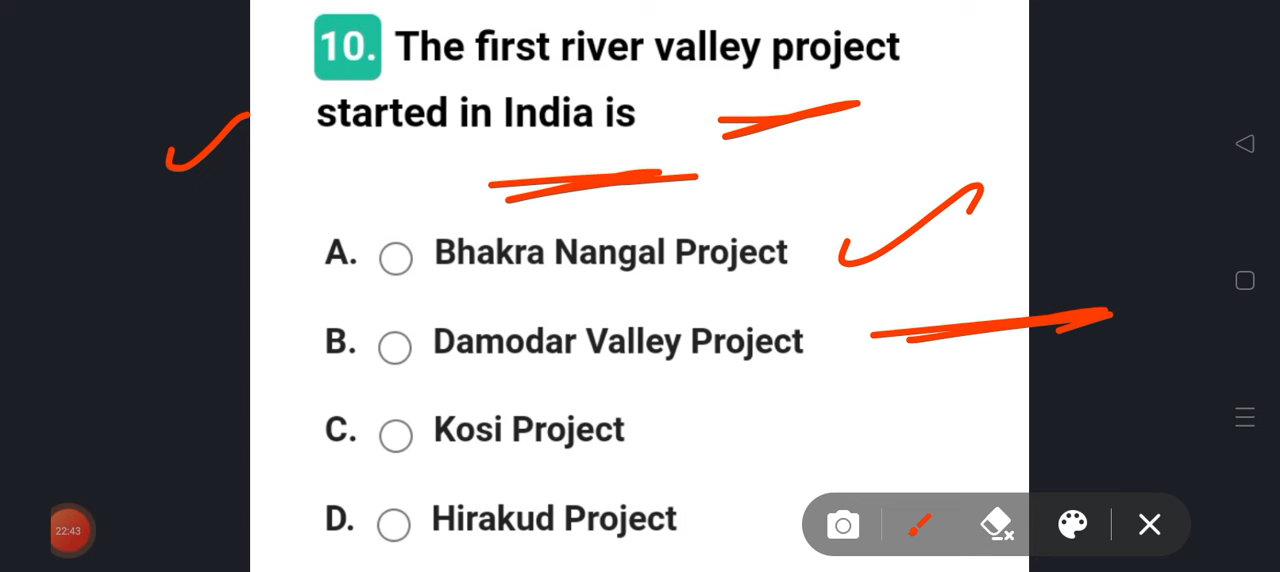 10. The first river valley project
started in India is
A. Bhakra Nangal Project
B. Damodar Valley Project
C. Kosi Project
D. Hirakud Project
22:43